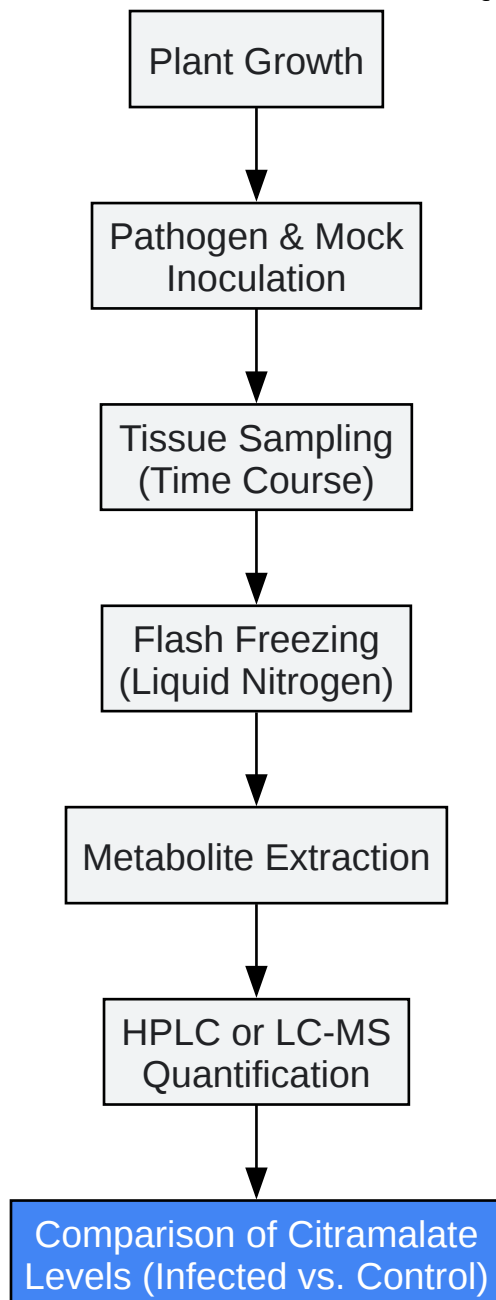 Plant Growth
Pathogen & Mock
Inoculation
Tissue Sampling
(Time Course)
Flash Freezing
(Liquid Nitrogen)
Metabolite Extraction
HPLC or LC-MS
Quantification
Comparison of Citramalate
Levels (Infected vs. Control)